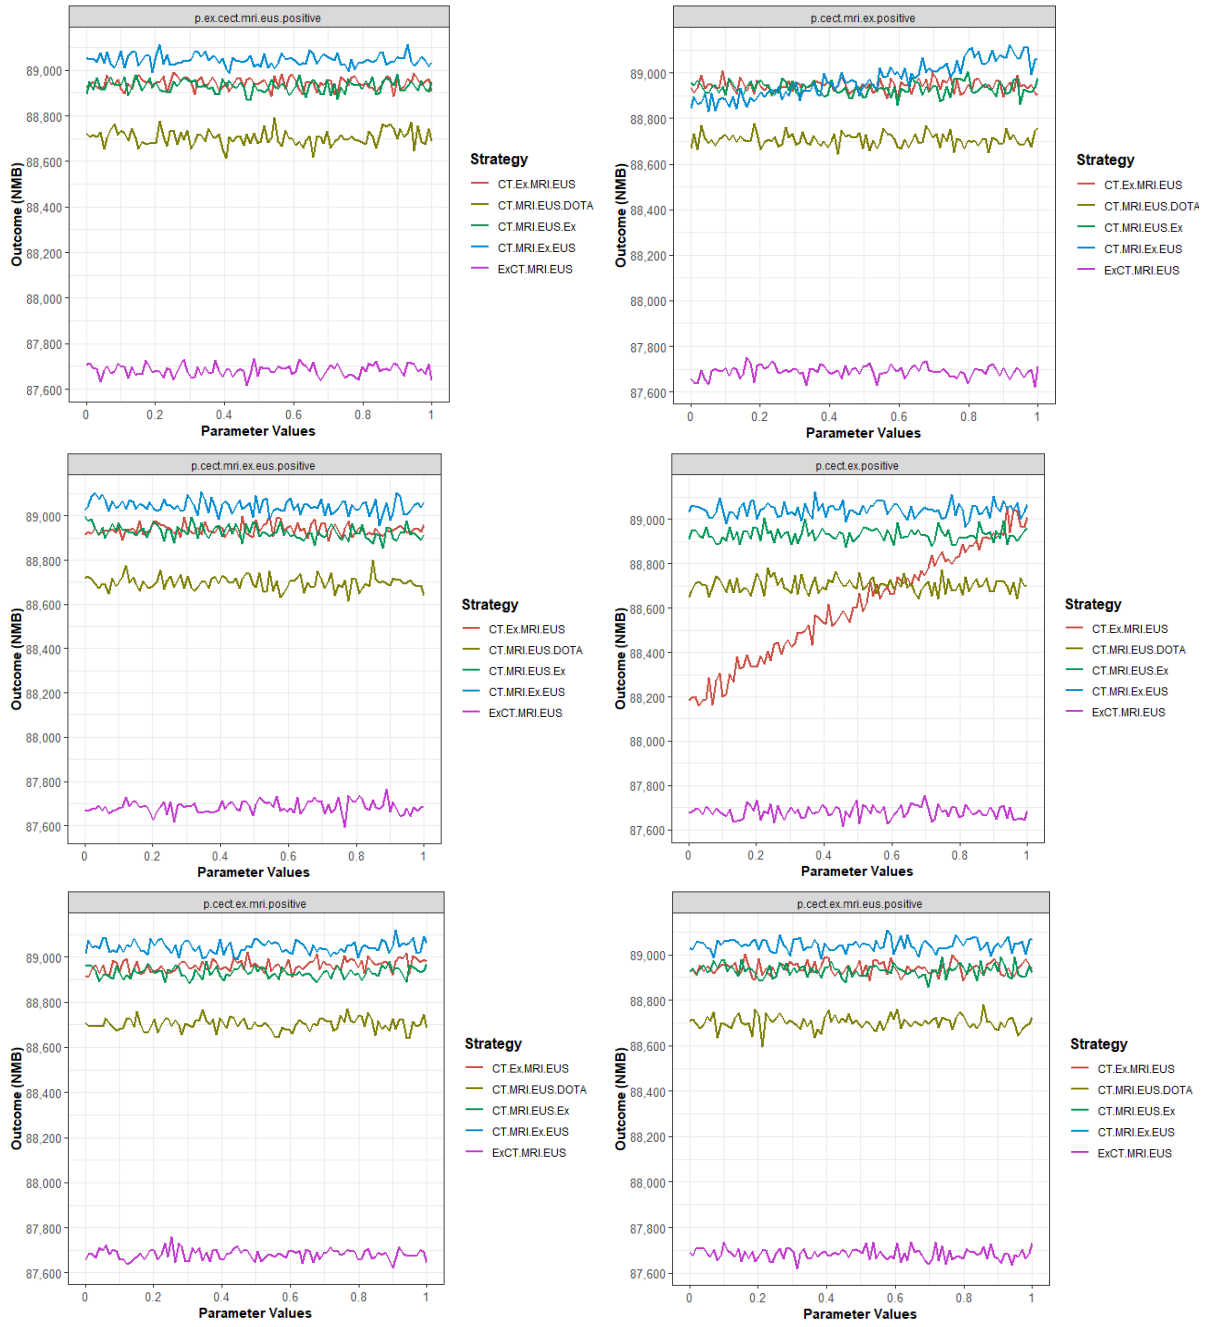 p.ex.cect.mri.eus.positive
Outcome (NMB)
89,000
88,800
88,600
88,400
88,200
88,000
87,800
87,600
0 0.2 0.4 0.6 0.8 1
Parameter Values
Strategy
CT.Ex.MRI.EUS
CT.MRI.EUS.DOTA
CT.MRI.EUS.Ex
CT.MRI.Ex.EUS
ExCT.MRI.EUS
p.cect.mri.ex.positive
Outcome (NMB)
89,000
88,800
88,600
88,400
88,200
88,000
87,800
87,600
0 0.2 0.4 0.6 0.8 1
Parameter Values
Strategy
CT.Ex.MRI.EUS
CT.MRI.EUS.DOTA
CT.MRI.EUS.Ex
CT.MRI.Ex.EUS
ExCT.MRI.EUS
p.cect.mri.ex.eus.positive
Outcome (NMB)
89,000
88,800
88,600
88,400
88,200
88,000
87,800
87,600
0 0.2 0.4 0.6 0.8 1
Parameter Values
Strategy
CT.Ex.MRI.EUS
CT.MRI.EUS.DOTA
CT.MRI.EUS.Ex
CT.MRI.Ex.EUS
ExCT.MRI.EUS
p.cect.ex.positive
Outcome (NMB)
89,000
88,800
88,600
88,400
88,200
88,000
87,800
87,600
0 0.2 0.4 0.6 0.8 1
Parameter Values
Strategy
CT.Ex.MRI.EUS
CT.MRI.EUS.DOTA
CT.MRI.EUS.Ex
CT.MRI.Ex.EUS
ExCT.MRI.EUS
p.cect.ex.mri.positive
Outcome (NMB)
89,000
88,800
88,600
88,400
88,200
88,000
87,800
87,600
0 0.2 0.4 0.6 0.8 1
Parameter Values
Strategy
CT.Ex.MRI.EUS
CT.MRI.EUS.DOTA
CT.MRI.EUS.Ex
CT.MRI.Ex.EUS
ExCT.MRI.EUS
p.cect.ex.mri.eus.positive
Outcome (NMB)
89,000
88,800
88,600
88,400
88,200
88,000
87,800
87,600
0 0.2 0.4 0.6 0.8 1
Parameter Values
Strategy
CT.Ex.MRI.EUS
CT.MRI.EUS.DOTA
CT.MRI.EUS.Ex
CT.MRI.Ex.EUS
ExCT.MRI.EUS